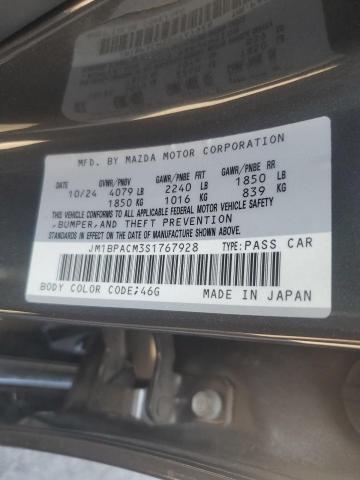 MFD. BY MAZDA MOTOR CORPORATION
GVWR/PNBV GAWR/PNBE FRT GAWR/PNBE RR
10/24 4079 LB 2240 LB 1850 LB
1850 KG 1016 KG 839 KG
THIS VEHICLE CONFORMS TO ALL APPLICABLE
FEDERAL MOTOR VEHICLE SAFETY
,BUMPER,AND THEFT PREVENTION
STANDARDS IN EFFECT ON THE DATE OF MANUFACTURE SHOWN ABOVE.
JM1BPACM3S1767928 TYPE:PASS CAR
BODY COLOR CODE:46G MADE IN JAPAN